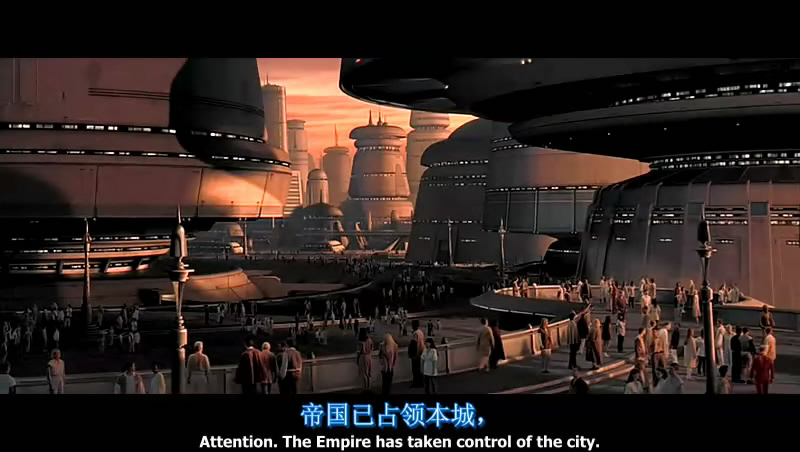 帝国已占领本城，
Attention. The Empire has taken control of the city.